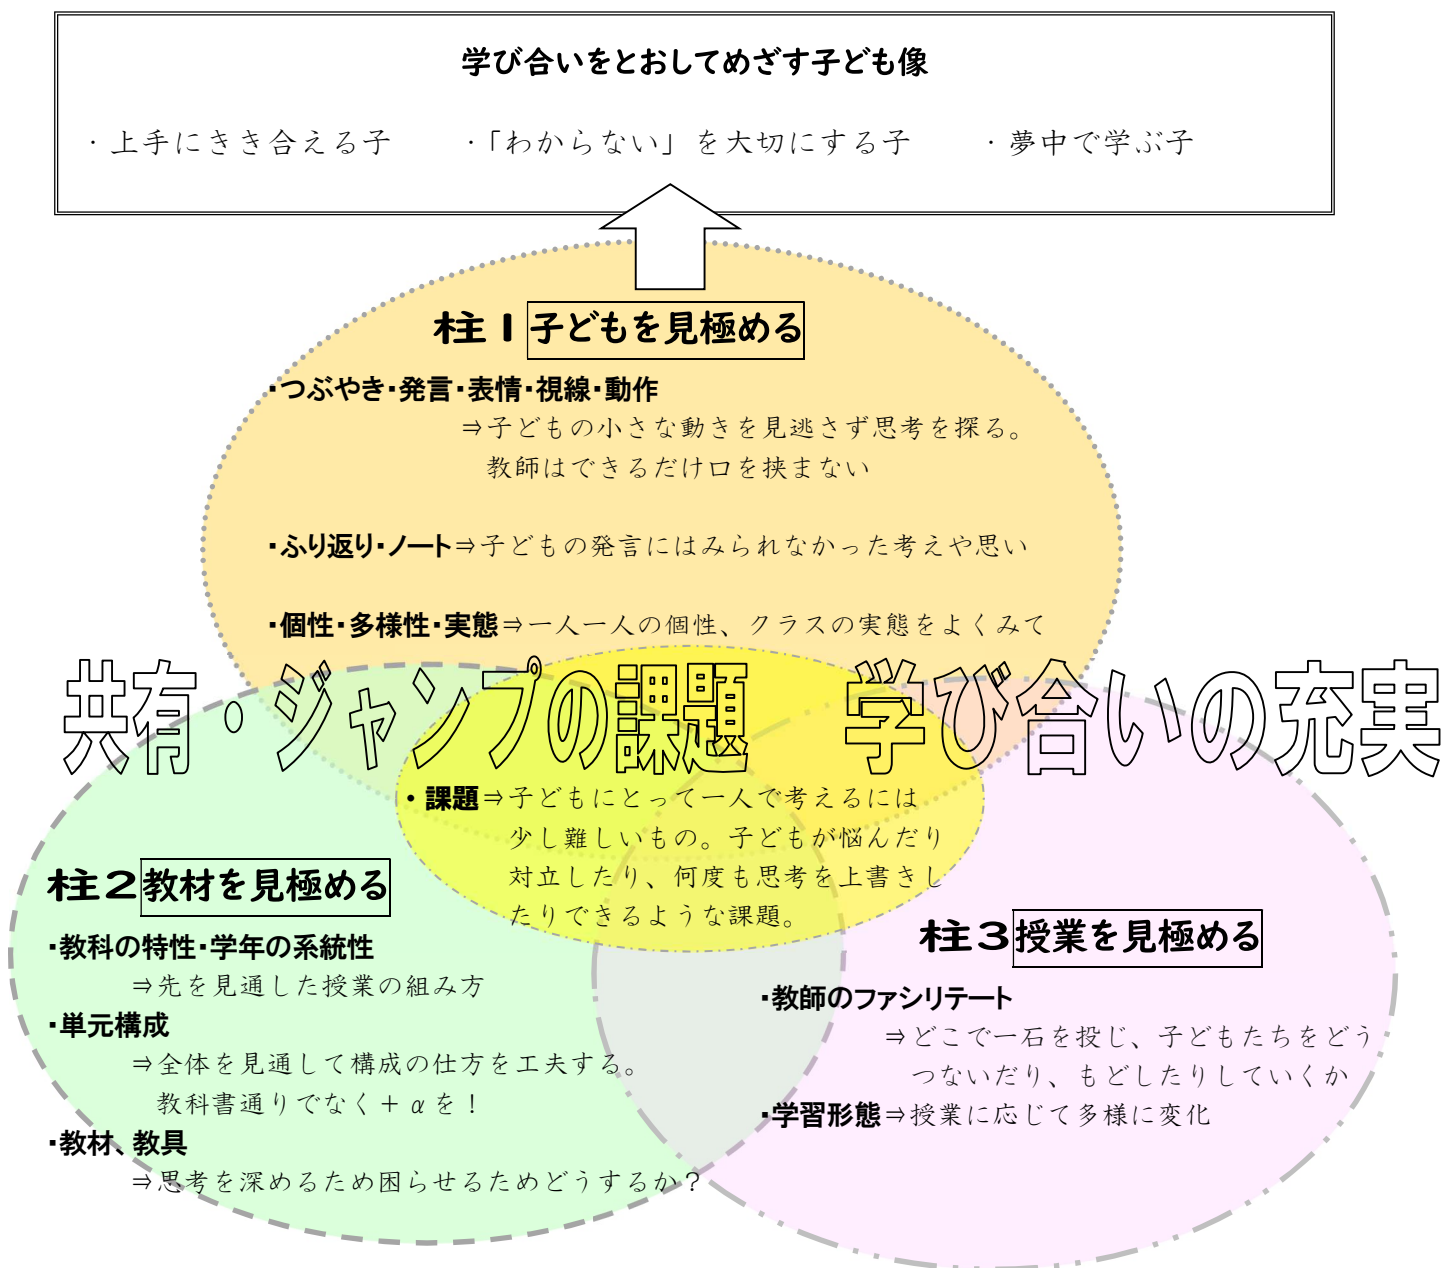 学び合いをとおしてめざす子ども像
・上手にきき合える子　・「わからない」を大切にする子　・夢中で学ぶ子
柱１子どもを見極める
・つぶやき・発言・表情・視線・動作
⇒子どもの小さな動きを見逃さず思考を探る。
教師はできるだけ口を挟まない
・ふり返り・ノート⇒子どもの発言にはみられなかった考えや思い
・個性・多様性・実態⇒一人一人の個性、クラスの実態をよくみて
共有・ジャンプの課題　学び合いの充実
・課題⇒子どもにとって一人で考えるには
少し難しいもの。子どもが悩んだり
対立したり、何度も思考を上書きし
たりできるような課題。
柱２教材を見極める
・教科の特性・学年の系統性
⇒先を見通した授業の組み方
・単元構成
⇒全体を見通して構成の仕方を工夫する。
教科書通りでなく＋αを！
・教材、教具
⇒思考を深めるため困らせるためどうするか？
柱３授業を見極める
・教師のファシリテート
⇒どこで一石を投じ、子どもたちをどう
つないだり、もどしたりしていくか
・学習形態⇒授業に応じて多様に変化